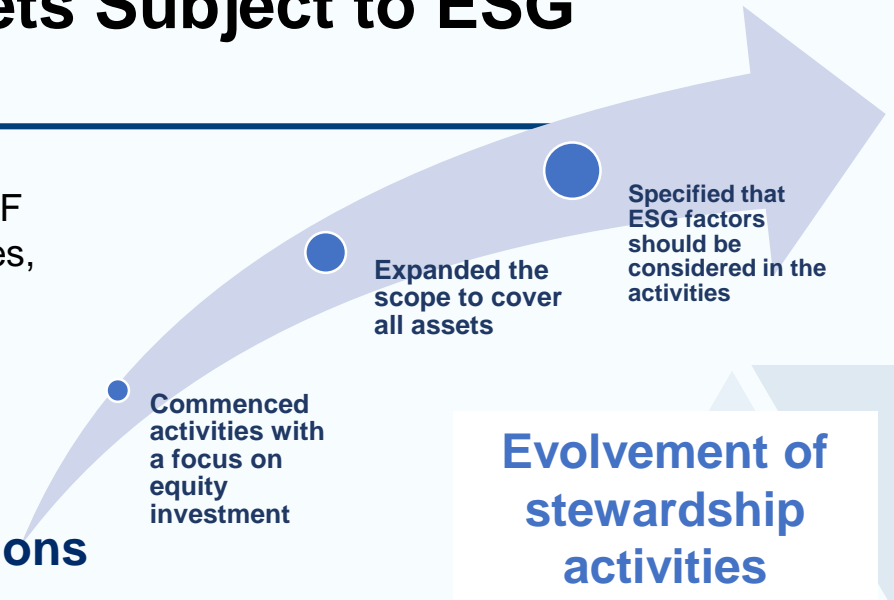 ets Subject to ESG
F
es,
Specified that
ESG factors
should be
considered in the
activities
Expanded the
scope to cover
all assets
Commenced
activities with
a focus on
equity
investment
ons
Evolvement of
stewardship
activities